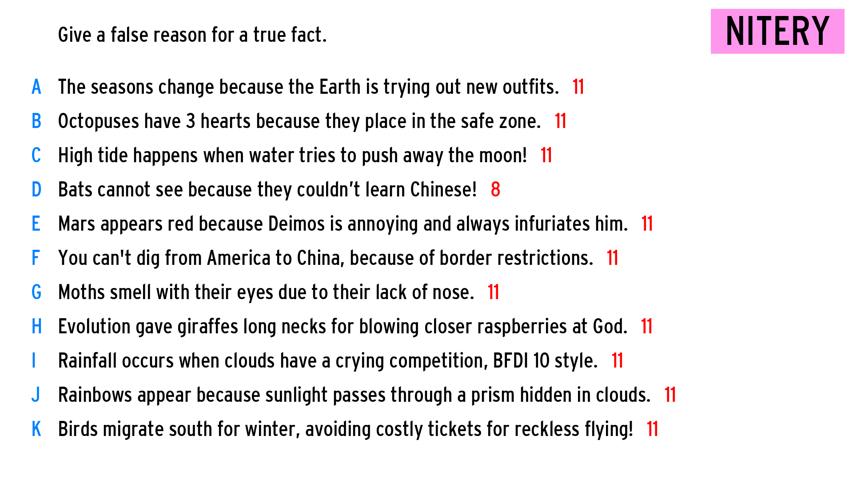 Give a false reason for a true fact.
NITERY
A The seasons change because the Earth is trying out new outfits. 11
B Octopuses have 3 hearts because they place in the safe zone. 11
C High tide happens when water tries to push away the moon! 11
D Bats cannot see because they couldn't learn Chinese! 8
E Mars appears red because Deimos is annoying and always infuriates him. 11
F You can't dig from America to China, because of border restrictions. 11
G Moths smell with their eyes due to their lack of nose. 11
H Evolution gave giraffes long necks for blowing closer raspberries at God. 11
I Rainfall occurs when clouds have a crying competition, BFDI 10 style. 11
J Rainbows appear because sunlight passes through a prism hidden in clouds. 11
K Birds migrate south for winter, avoiding costly tickets for reckless flying! 11